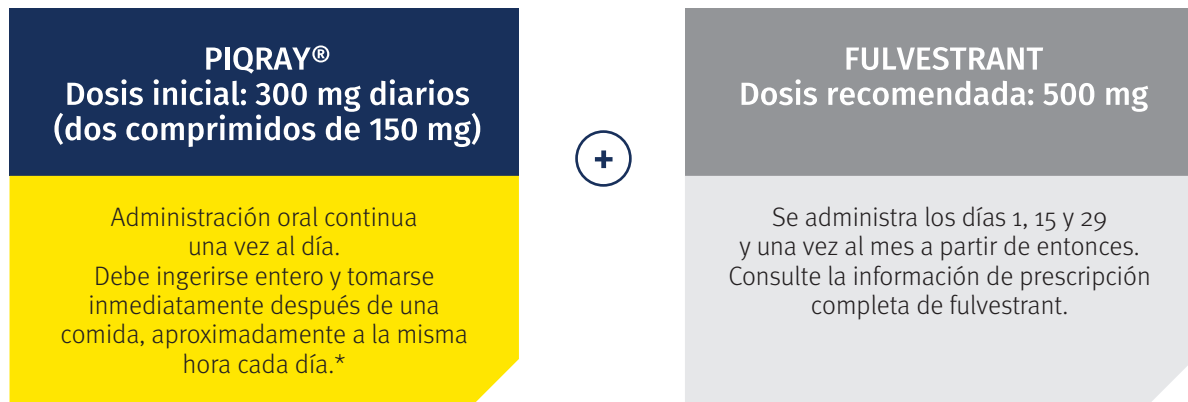 PIQRAY®
Dosis inicial: 300 mg diarios
(dos comprimidos de 150 mg)
Administración oral continua
una vez al día.
Debe ingerirse entero y tomarse
inmediatamente después de una
comida, aproximadamente a la misma
hora cada día.*
+
FULVESTRANT
Dosis recomendada: 500 mg
Se administra los días 1, 15 y 29
y una vez al mes a partir de entonces.
Consulte la información de prescripción
completa de fulvestrant.